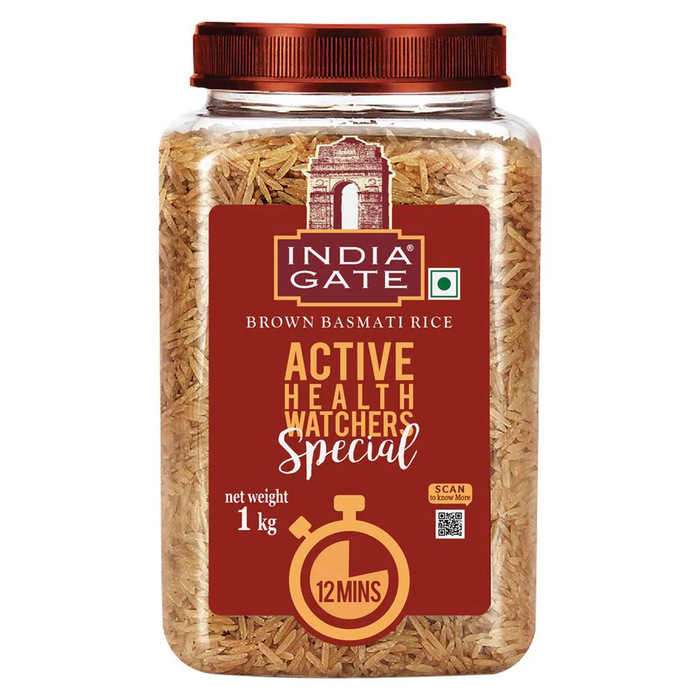 INDIA®
GATE
BROWN BASMATI RICE
ACTIVE
HEALTH
WATCHERS
Special
net weight
1 kg
SCAN
to know More
12 MINS